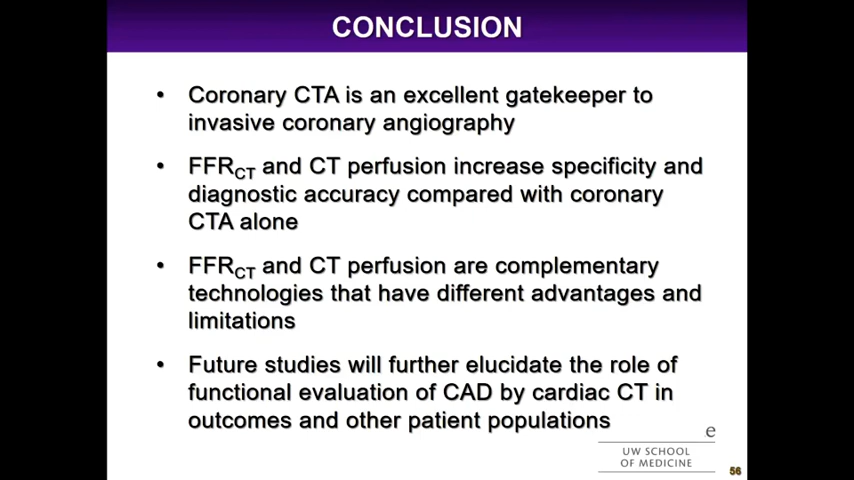 CONCLUSION
• Coronary CTA is an excellent gatekeeper to
invasive coronary angiography
• FFRCT and CT perfusion increase specificity and
diagnostic accuracy compared with coronary
CTA alone
• FFRCT and CT perfusion are complementary
technologies that have different advantages and
limitations
• Future studies will further elucidate the role of
functional evaluation of CAD by cardiac CT in
outcomes and other patient populations
e
UW SCHOOL
OF MEDICINE
56